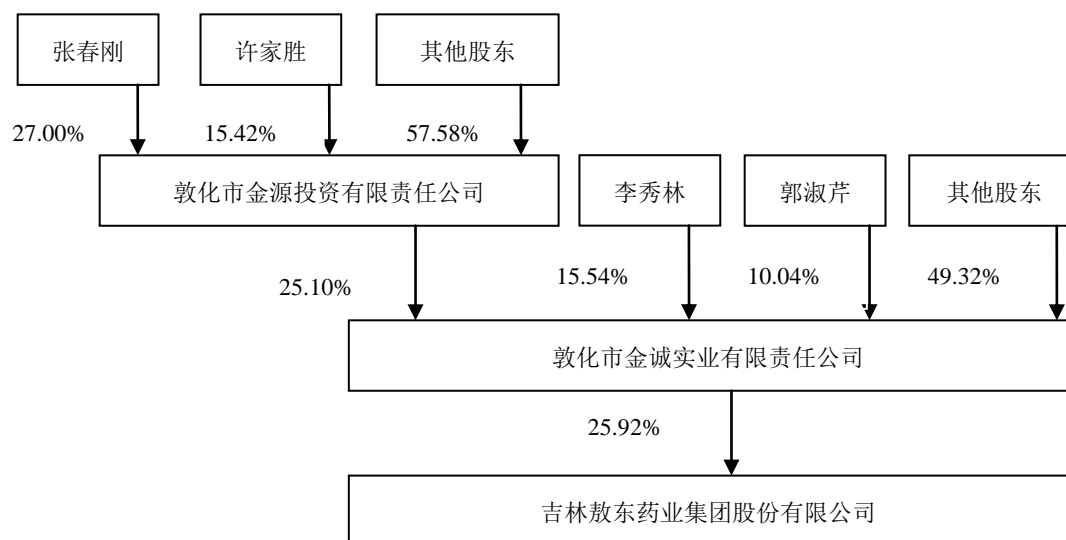 张春刚
许家胜
其他股东
27.00%
15.42%
57.58%
敦化市金源投资有限责任公司
李秀林
郭淑芹
其他股东
25.10%
15.54%
10.04%
49.32%
敦化市金诚实业有限责任公司
25.92%
吉林敖东药业集团股份有限公司